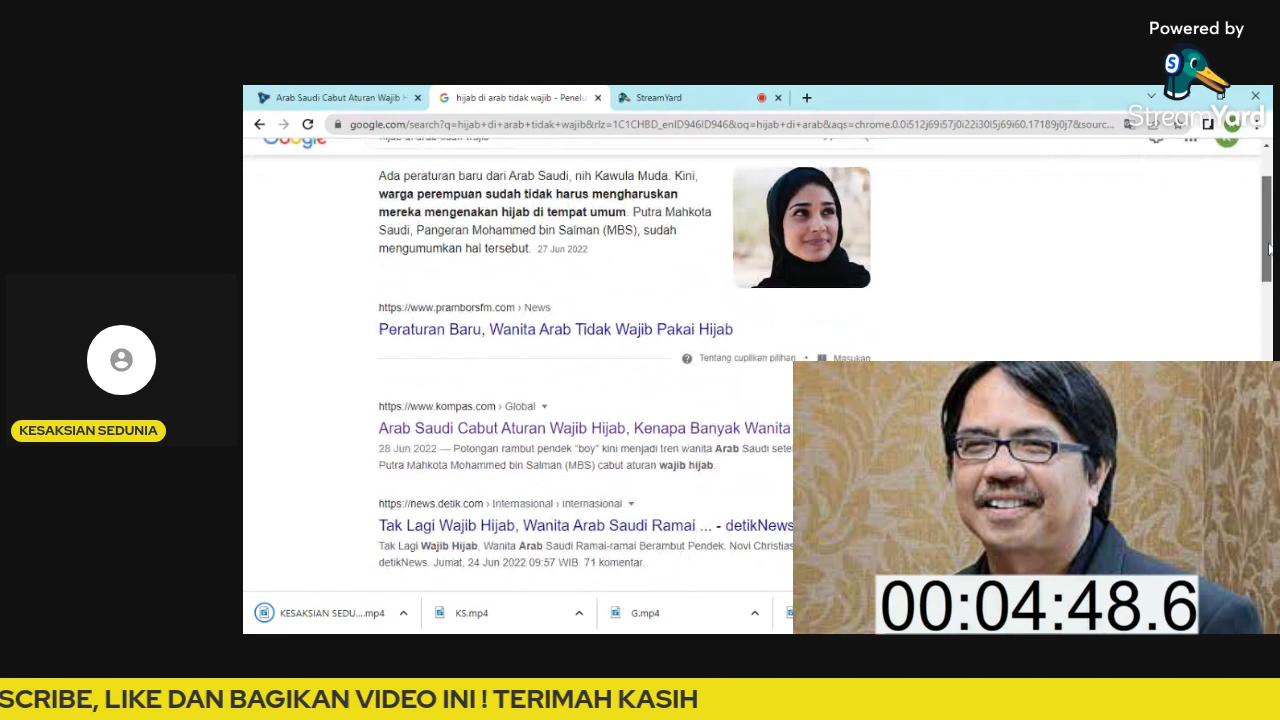 Powered by
S
StreamYard
Arab Saudi Cabut Aturan Wajib H
hijab di arab tidak wajib - Penelu
StreamYard
google.com/search?q=hijab+di+arab+tidak+wajib&rlz=1C1CHBD_enID946ID946&oq=hijab+di+arab&aqs=chrome.0.0i512j69i57j0i22i30l5j69i60.17189j0j7&sourc...
Ada peraturan baru dari Arab Saudi, nih Kawula Muda. Kini,
warga perempuan sudah tidak harus mengharuskan
mereka mengenakan hijab di tempat umum. Putra Mahkota
Saudi, Pangeran Mohammed bin Salman (MBS), sudah
mengumumkan hal tersebut. 27 Jun 2022
https://www.pramborsfm.com › News
Peraturan Baru, Wanita Arab Tidak Wajib Pakai Hijab
Tentang cuplikan pilihan • Masukan
https://www.kompas.com › Global
Arab Saudi Cabut Aturan Wajib Hijab, Kenapa Banyak Wanita
28 Jun 2022 — Potongan rambut pendek "boy" kini menjadi tren wanita Arab Saudi sete
Putra Mahkota Mohammed bin Salman (MBS) cabut aturan wajib hijab.
https://news.detik.com › Internasional › internasional
Tak Lagi Wajib Hijab, Wanita Arab Saudi Ramai ... - detikNews
Tak Lagi Wajib Hijab, Wanita Arab Saudi Ramai-ramai Berambut Pendek. Novi Christias
detikNews. Jumat, 24 Jun 2022 09:57 WIB. 71 komentar.
KESAKSIAN SEDUNIA
00:04:48.6
KESAKSIAN SEDU....mp4
KS.mp4
G.mp4
SCRIBE, LIKE DAN BAGIKAN VIDEO INI ! TERIMAH KASIH